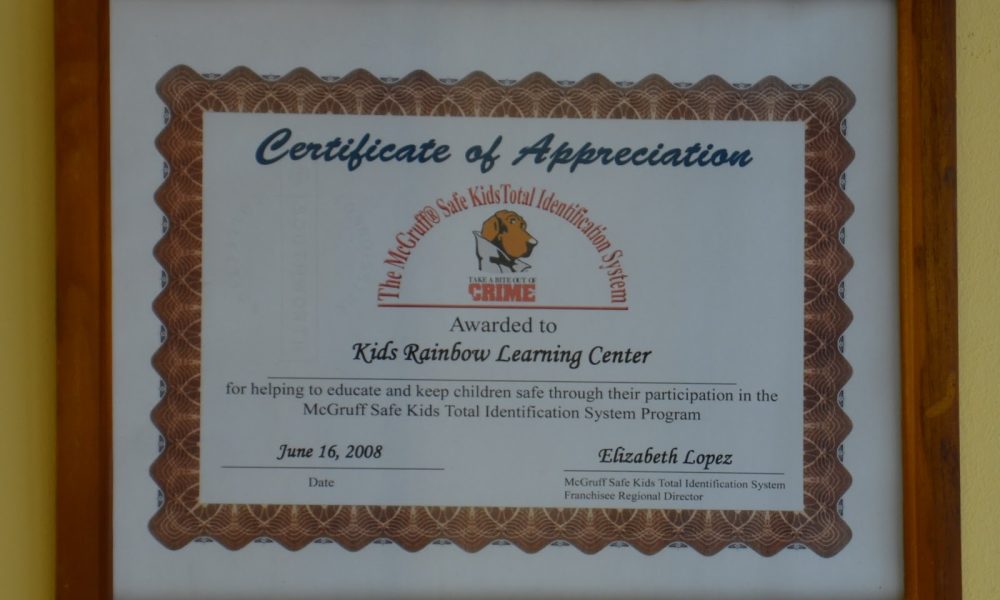 Certificate of Appreciation
The McGruff® Safe Kids Total Identification System
TAKE A BITE OUT OF
CRIME
Awarded to
Kids Rainbow Learning Center
for helping to educate and keep children safe through their participation in the
McGruff Safe Kids Total Identification System Program
June 16, 2008
Elizabeth Lopez
Date
McGruff Safe Kids Total Identification System
Franchisee Regional Director